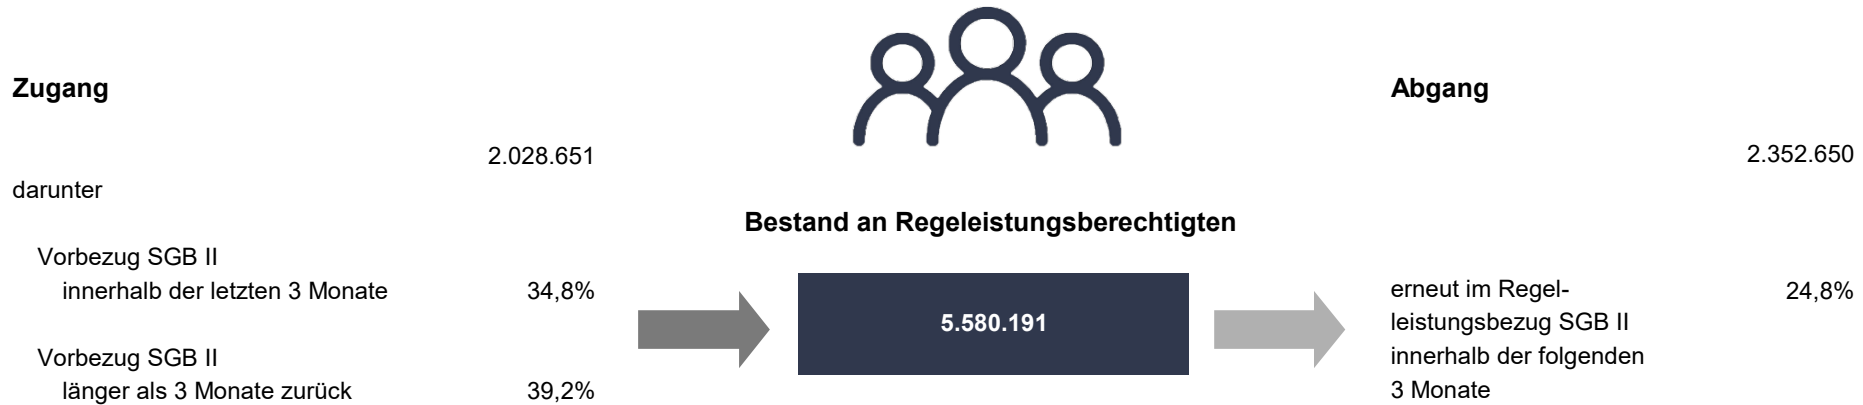 Zugang
2.028.651
darunter
Vorbezug SGB II
innerhalb der letzten 3 Monate 34,8%
Vorbezug SGB II
länger als 3 Monate zurück 39,2%
Bestand an Regeleistungsberechtigten
5.580.191
Abgang
2.352.650
erneut im Regel- 24,8%
leistungsbezug SGB II
innerhalb der folgenden
3 Monate